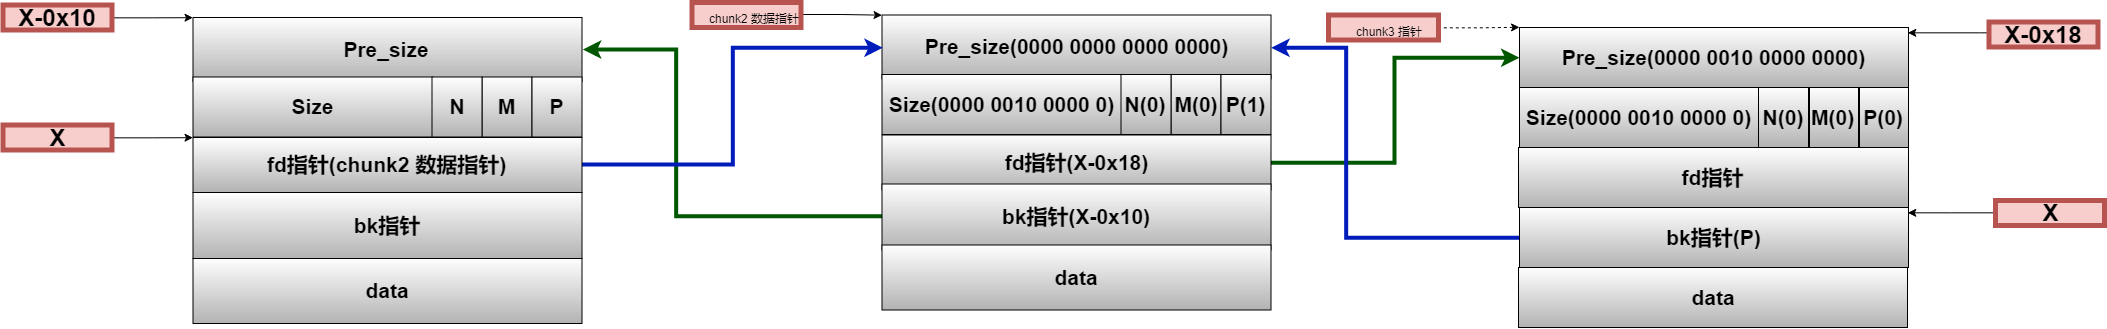 X-0x10
Pre_size
Size
N
M
P
X
fd指针(chunk2 数据指针)
bk指针
data
chunk2 数据指针
Pre_size(0000 0000 0000 0000)
Size(0000 0010 0000 0)
N(0)
M(0)
P(1)
fd指针(X-0x18)
bk指针(X-0x10)
data
chunk3 指针
Pre_size(0000 0010 0000 0000)
Size(0000 0010 0000 0)
N(0)
M(0)
P(0)
fd指针
bk指针(P)
data
X-0x18
X